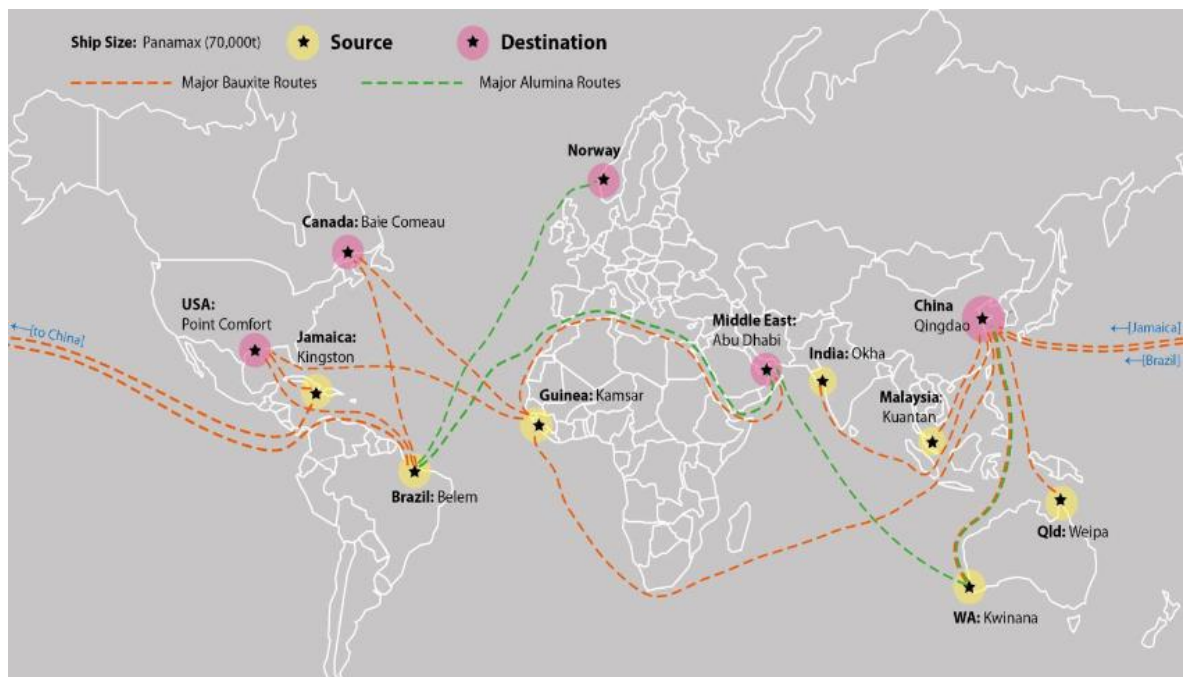 Ship Size: Panamax (70,000t)
Source
Destination
Major Bauxite Routes
Major Alumina Routes
Norway
Canada: Baie Comeau
USA:
Point Comfort
Jamaica:
Kingston
←[to China]
Middle East:
Abu Dhabi
China
Qingdao
←[Jamaica]
←[Brazil]
India: Okha
Guinea: Kamsar
Malaysia:
Kuantan
Brazil: Belem
Qld: Weipa
WA: Kwinana